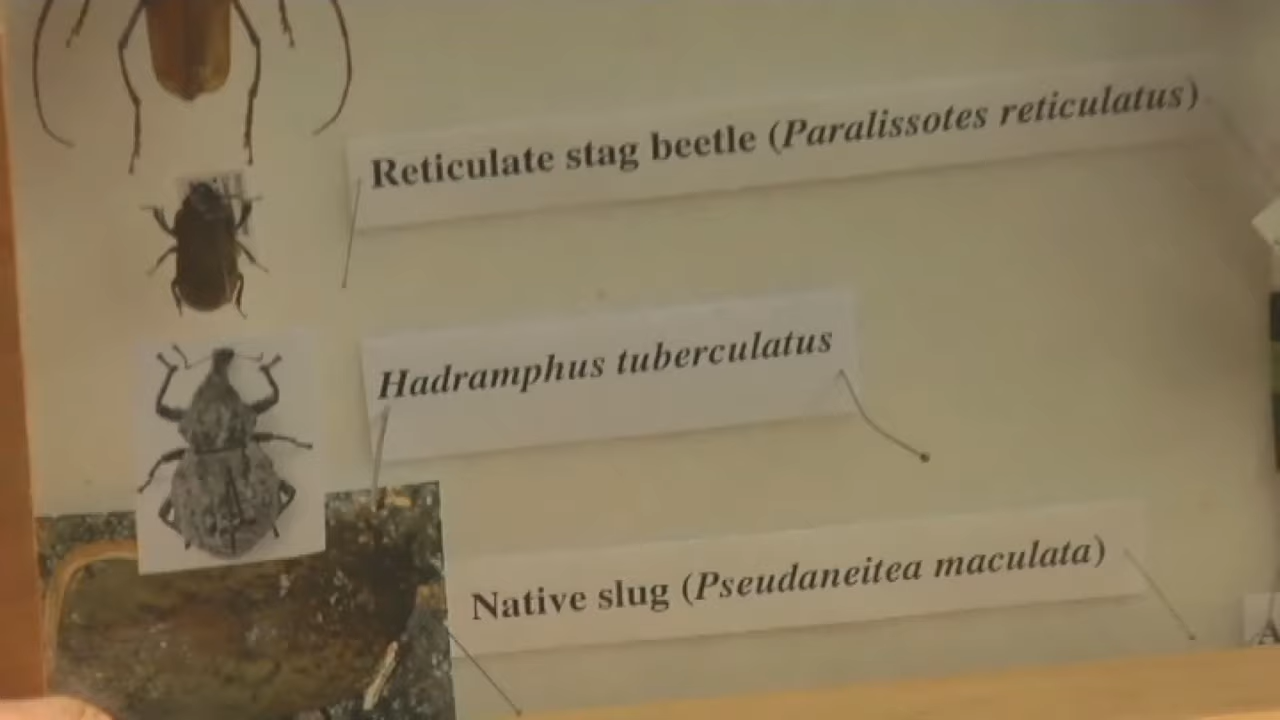 Reticulate stag beetle (Paralissotes reticulatus)
Hadramphus tuberculatus
Native slug (Pseudaneitea maculata)